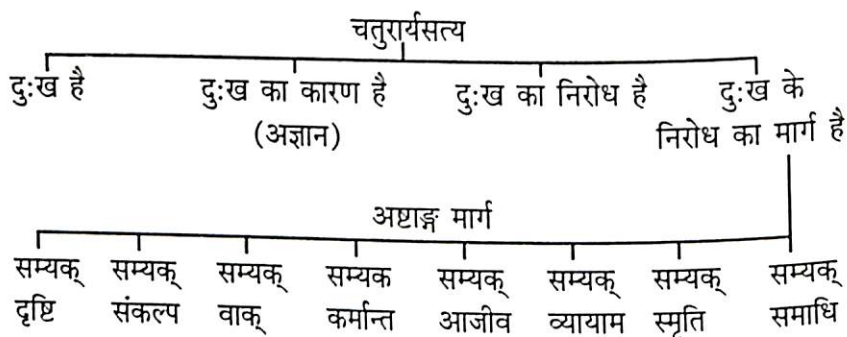 चतुरार्यसत्य
दुःख है दुःख का कारण है दुःख का निरोध है दुःख के
(अज्ञान) निरोध का मार्ग है
अष्टाङ्ग मार्ग
सम्यक् सम्यक् सम्यक् सम्यक सम्यक् सम्यक् सम्यक् सम्यक्
दृष्टि संकल्प वाक् कर्मान्त आजीव व्यायाम स्मृति समाधि